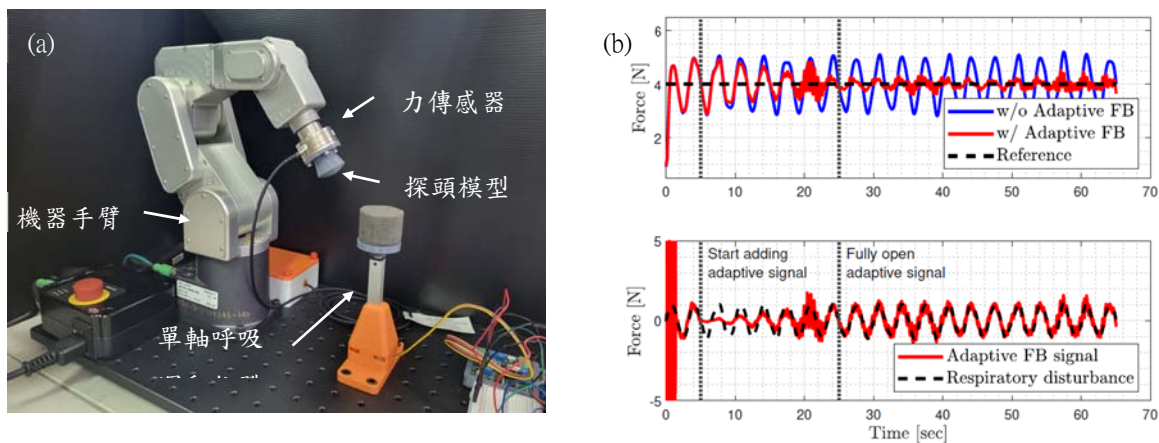 (a)
力傳感器
探頭模型
機器手臂
單軸呼吸
(b)
6
4
2
Force [N]
w/o Adaptive FB
w/ Adaptive FB
Reference
0 10 20 30 40 50 60 70
5
0
-5
Force [N]
Start adding
adaptive signal
Fully open
adaptive signal
Adaptive FB signal
Respiratory disturbance
0 10 20 30 40 50 60 70
Time [sec]